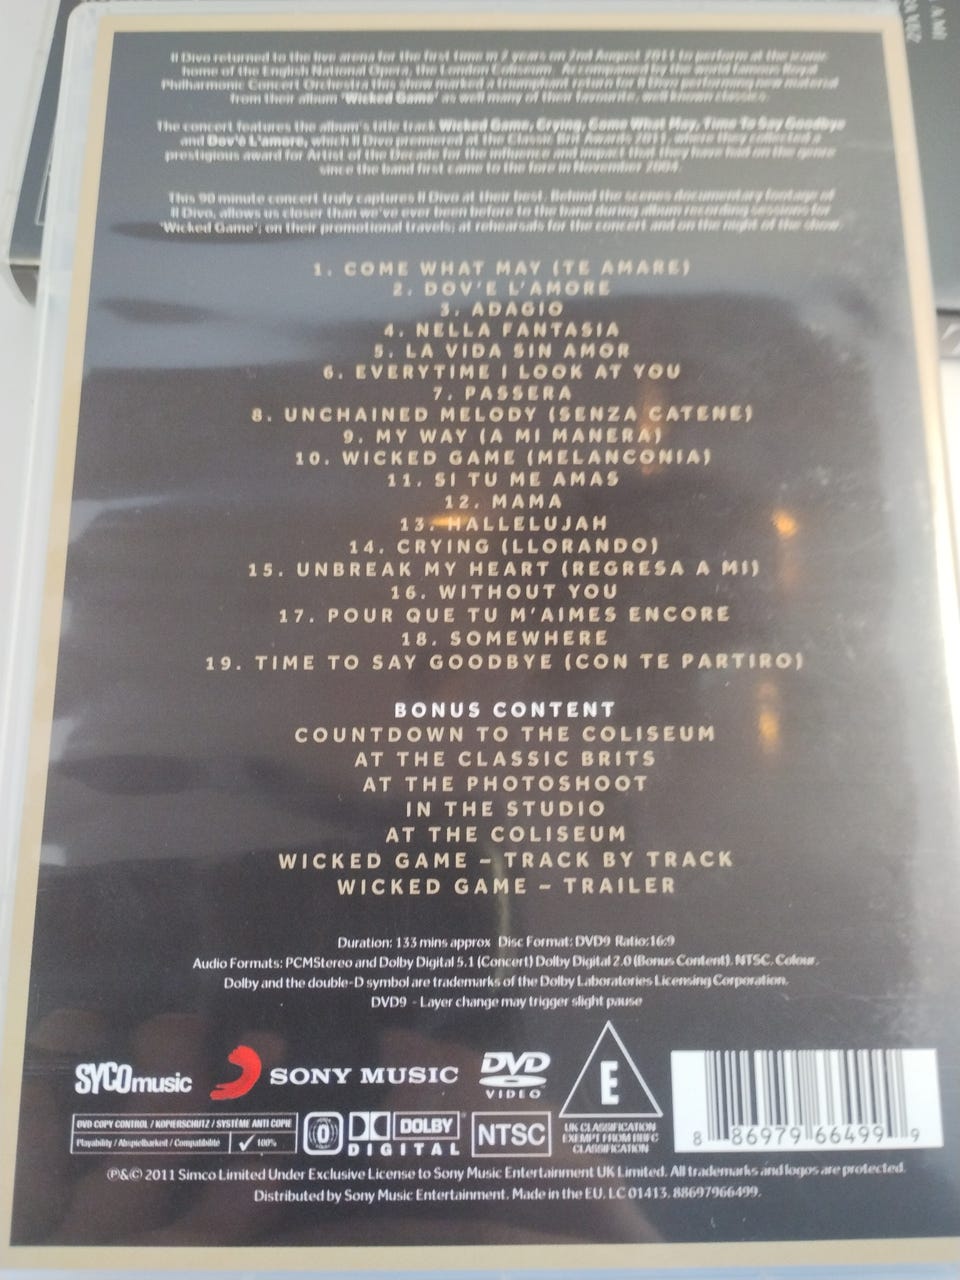 Il Divo returned to the live arena for the first time in 2 years on 2nd August 2011 to perform at the iconic
home of the English National Opera, the London Coliseum. Accompanied by the world famous Royal
Philharmonic Concert Orchestra the show marked a triumphant return for Il Divo performing new material
from their album 'Wicked Game' as well many of their favourite, well known classics.
The concert features the album's title track Wicked Game, Crying, Come What May, Time To Say Goodbye
and Dov'é L'amore, which Il Divo premiered at the Classic Brit Awards 2011, where they collected a
prestigious award for Artist of the Decade for the influence and impact that they have had on the genre
since the band first came to the fore in November 2004.
This 90 minute concert truly captures Il Divo at their best. Behind the scenes documentary footage of
Il Divo, allows us closer than we've ever been before to the band during album recording sessions for
'Wicked Game'; on their promotional travels; at rehearsals for the concert and on the night of the show.
1. COME WHAT MAY (TE AMARE)
2. DOV'E L'AMORE
3. ADAGIO
4. NELLA FANTASIA
5. LA VIDA SIN AMOR
6. EVERYTIME I LOOK AT YOU
7. PASSERA
8. UNCHAINED MELODY (SENZA CATENE)
9. MY WAY (A MI MANERA)
10. WICKED GAME (MELANCONIA)
11. SI TU ME AMAS
12. MAMA
13. HALLELUJAH
14. CRYING (LLORANDO)
15. UNBREAK MY HEART (REGRESA A MI)
16. WITHOUT YOU
17. POUR QUE TU M'AIMES ENCORE
18. SOMEWHERE
19. TIME TO SAY GOODBYE (CON TE PARTIRO)
BONUS CONTENT
COUNTDOWN TO THE COLISEUM
AT THE CLASSIC BRITS
AT THE PHOTOSHOOT
IN THE STUDIO
AT THE COLISEUM
WICKED GAME – TRACK BY TRACK
WICKED GAME – TRAILER
Duration: 133 mins approx Disc Format: DVD9 Ratio:16:9
Audio Formats: PCMStereo and Dolby Digital 5.1 (Concert) Dolby Digital 2.0 (Bonus Content). NTSC. Colour.
Dolby and the double-D symbol are trademarks of the Dolby Laboratories Licensing Corporation.
DVD9 - Layer change may trigger slight pause
SYCOmusic
SONY MUSIC
DVD VIDEO
E
UK CLASSIFICATION
EXEMPT FROM BBFC
CLASSIFICATION
DVD COPY CONTROL / KOPIERSCHUTZ / SYSTÈME ANTI COPIE
Playability / Abspielbarkeit / Compatibilité 100%
0
DOLBY
DIGITAL
NTSC
8 86979 66499 9
℗&© 2011 Simco Limited Under Exclusive License to Sony Music Entertainment UK Limited. All trademarks and logos are protected.
Distributed by Sony Music Entertainment. Made in the EU. LC 01413. 88697966499.